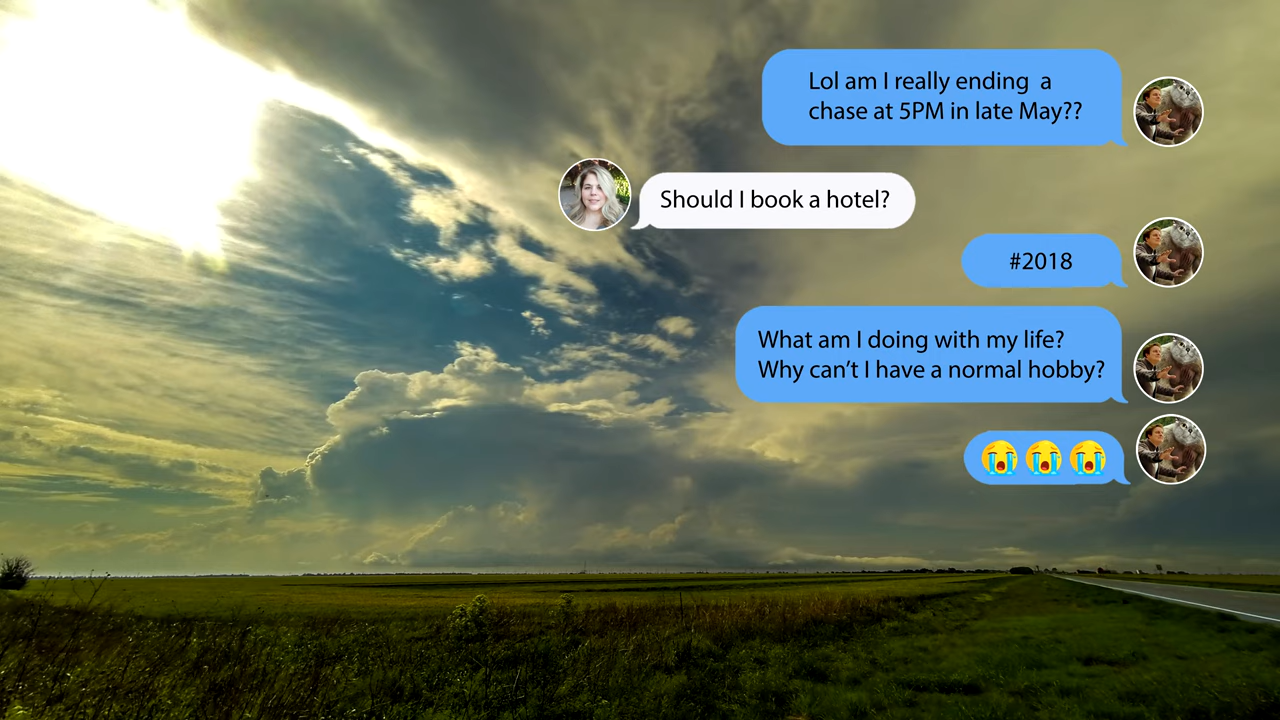 Lol am I really ending  a
chase at 5PM in late May??
Should I book a hotel?
#2018
What am I doing with my life?
Why can't I have a normal hobby?
😭😭😭